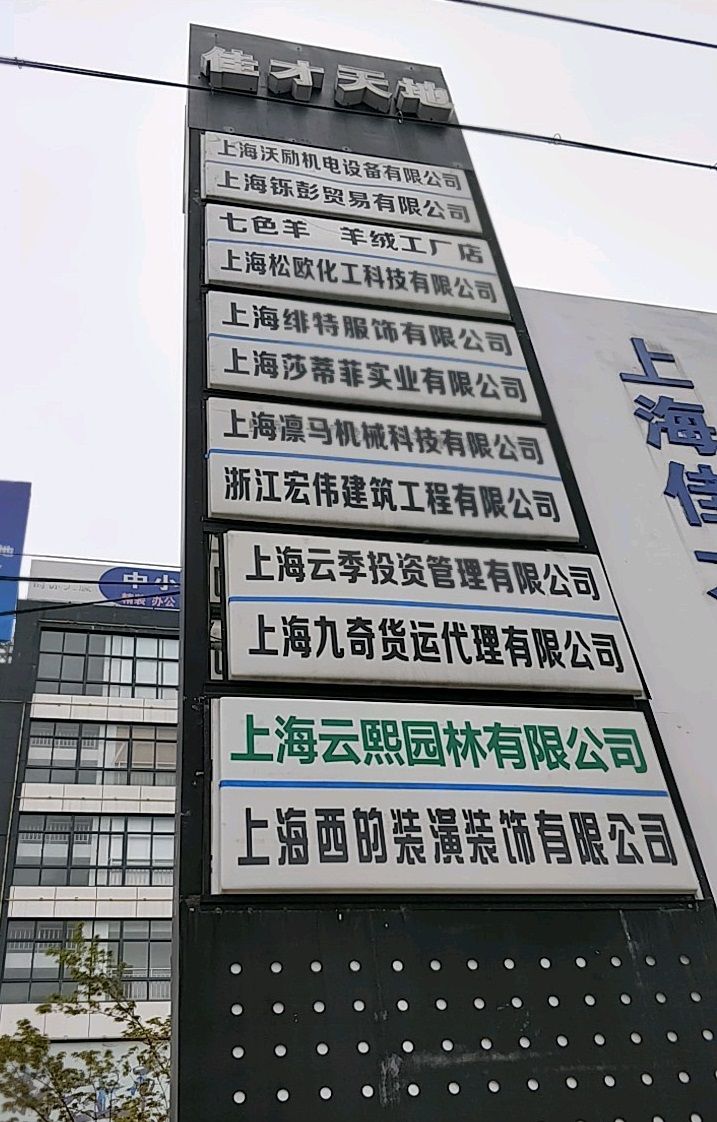 佳才天地
上海沃励机电设备有限公司
上海铄彭贸易有限公司
七色羊 羊绒工厂店
上海松欧化工科技有限公司
上海绯特服饰有限公司
上海莎蒂菲实业有限公司
上海凛马机械科技有限公司
浙江宏伟建筑工程有限公司
上海云季投资管理有限公司
上海九奇货运代理有限公司
上海云熙园林有限公司
上海西的装潢装饰有限公司
上海佳
中小
精装 办公